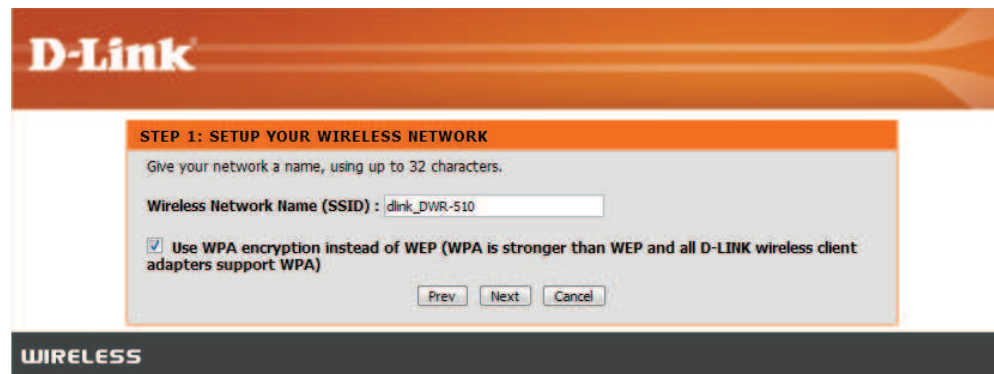 D-Link
STEP 1: SETUP YOUR WIRELESS NETWORK
Give your network a name, using up to 32 characters.
Wireless Network Name (SSID) : dlink_DWR-510
Use WPA encryption instead of WEP (WPA is stronger than WEP and all D-LINK wireless client
adapters support WPA)
Prev Next Cancel
WIRELESS